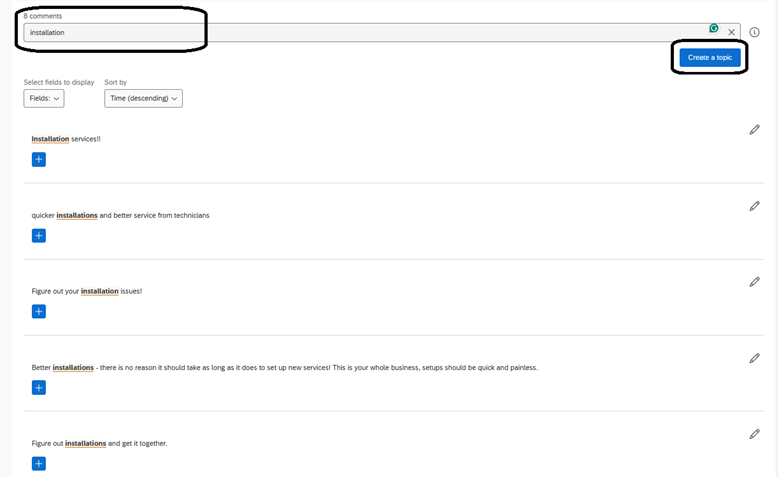 8 comments
installation
Create a topic
Select fields to display Sort by
Fields: Time (descending)
Installation services!!
quicker installations and better service from technicians
Figure out your installation issues!
Better installations - there is no reason it should take as long as it does to set up new services! This is your whole business, setups should be quick and painless.
Figure out installations and get it together.